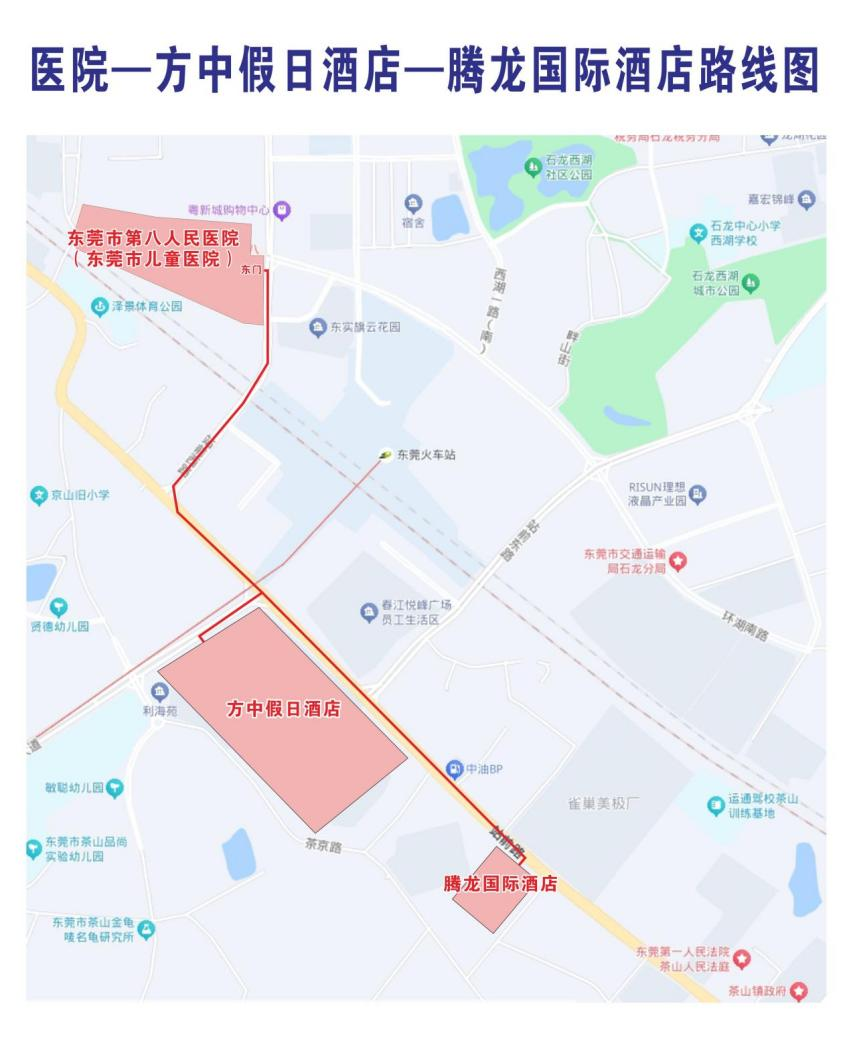 医院—方中假日酒店—腾龙国际酒店路线图
石龙西湖
社区公园
粤新城购物中心
宿舍
嘉宏锦峰
石龙中心小学
西湖学校
东莞市第八人民医院
（东莞市儿童医院）
东门
石龙西湖
城市公园
西湖一路（南）
泽景体育公园
东实旗云花园
畔山街
东莞火车站
京山旧小学
RISUN理想
液晶产业园
站前东路
东莞市交通运输
局石龙分局
春江悦峰广场
员工生活区
贤德幼儿园
环湖南路
方中假日酒店
利海苑
中油BP
敏聪幼儿园
雀巢美极厂
运通驾校茶山
训练基地
站前路
东莞市茶山品尚
实验幼儿园
茶京路
腾龙国际酒店
东莞市茶山金龟
唛名龟研究所
东莞第一人民法院
茶山人民法庭
茶山镇政府